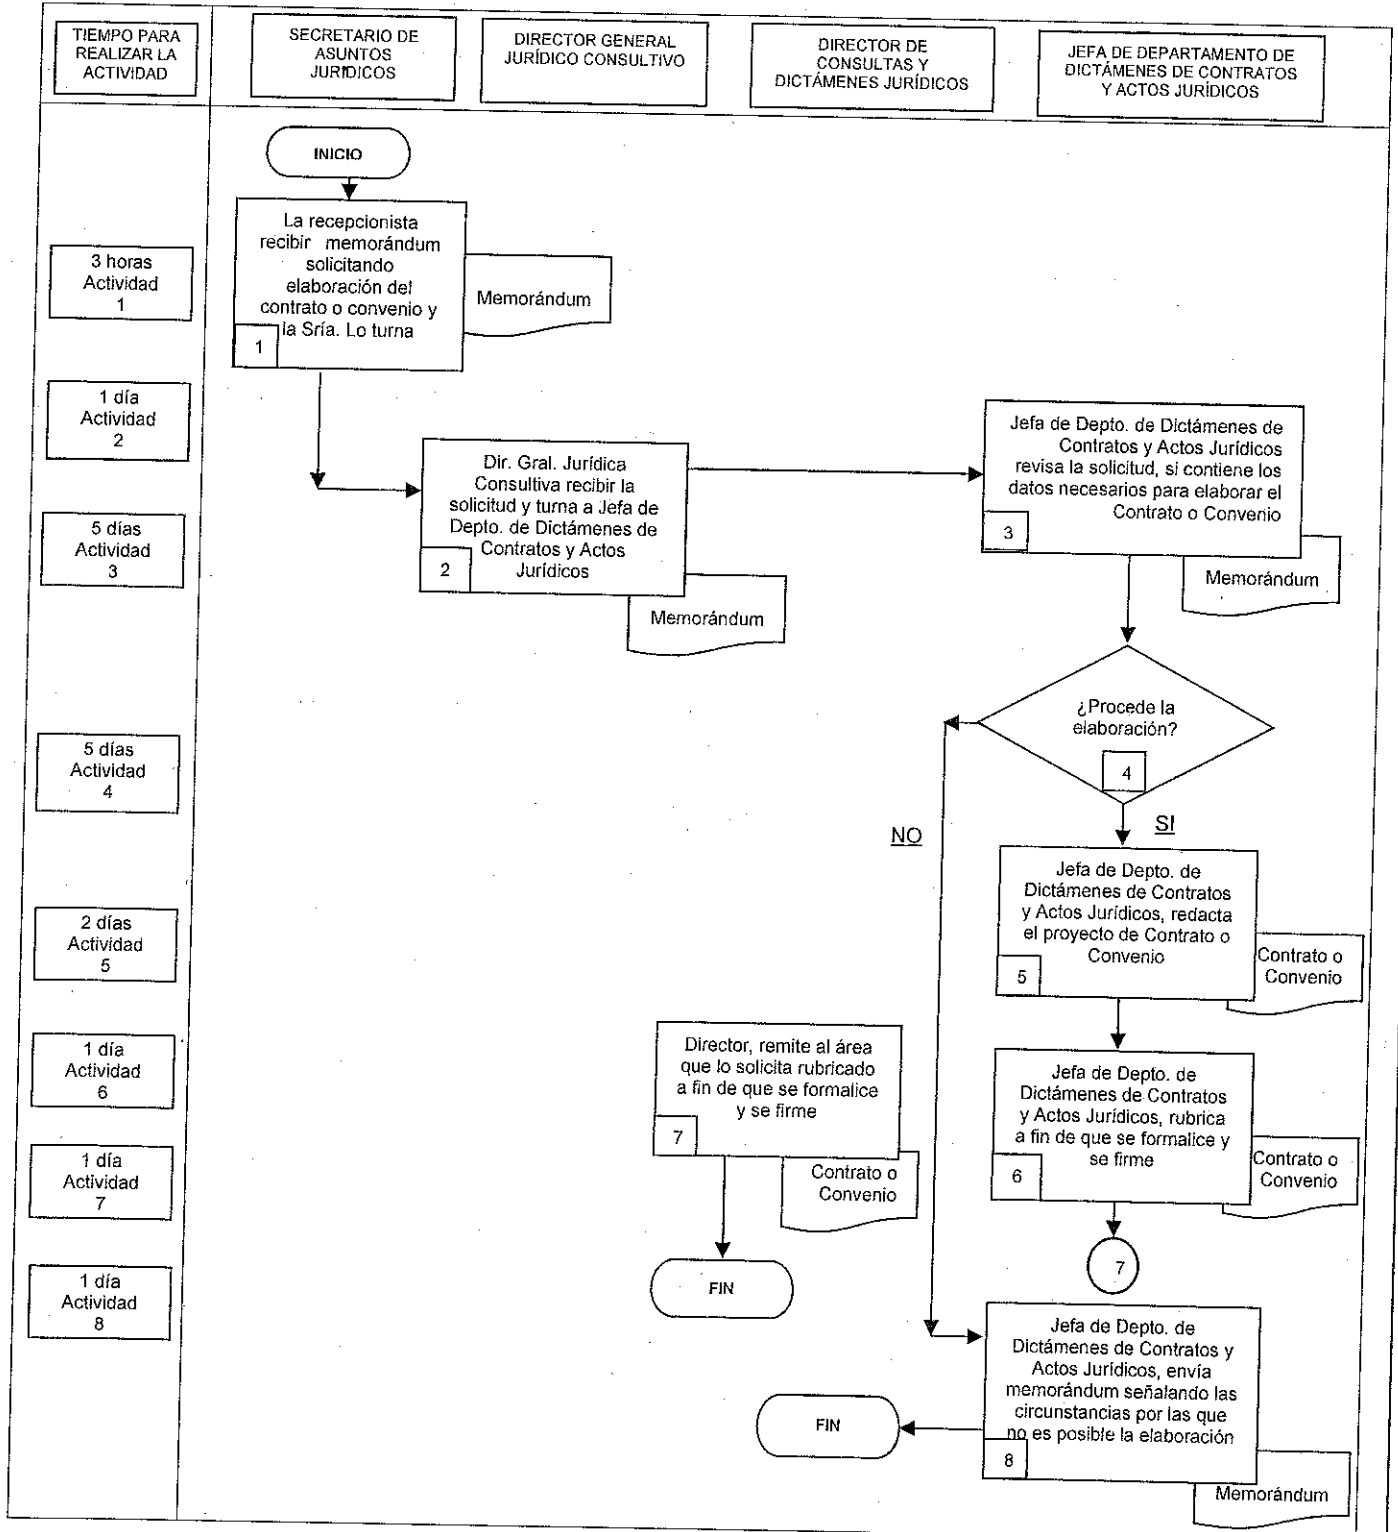 TIEMPO PARA
REALIZAR LA
ACTIVIDAD
SECRETARIO DE
ASUNTOS
JURIDICOS
DIRECTOR GENERAL
JURÍDICO CONSULTIVO
DIRECTOR DE
CONSULTAS Y
DICTÁMENES JURÍDICOS
JEFA DE DEPARTAMENTO DE
DICTÁMENES DE CONTRATOS
Y ACTOS JURÍDICOS
INICIO
La recepcionista
recibir memorándum
solicitando
elaboración del
contrato o convenio y
la Sría. Lo turna
1
Memorándum
3 horas
Actividad
1
1 día
Actividad
2
Dir. Gral. Jurídica
Consultiva recibir la
solicitud y turna a Jefa de
Depto. de Dictámenes de
Contratos y Actos
Jurídicos
2
Memorándum
Jefa de Depto. de Dictámenes de
Contratos y Actos Jurídicos
revisa la solicitud, si contiene los
datos necesarios para elaborar el
Contrato o Convenio
3
Memorándum
5 días
Actividad
3
¿Procede la
elaboración?
4
5 días
Actividad
4
NO
SI
Jefa de Depto. de
Dictámenes de Contratos
y Actos Jurídicos, redacta
el proyecto de Contrato o
Convenio
5
Contrato o
Convenio
2 días
Actividad
5
1 día
Actividad
6
Director, remite al área
que lo solicita rubricado
a fin de que se formalice
y se firme
7
Contrato o
Convenio
Jefa de Depto. de
Dictámenes de Contratos
y Actos Jurídicos, rubrica
a fin de que se formalice y
se firme
6
Contrato o
Convenio
1 día
Actividad
7
7
FIN
1 día
Actividad
8
Jefa de Depto. de
Dictámenes de Contratos y
Actos Jurídicos, envía
memorándum señalando las
circunstancias por las que
no es posible la elaboración
8
FIN
Memorándum